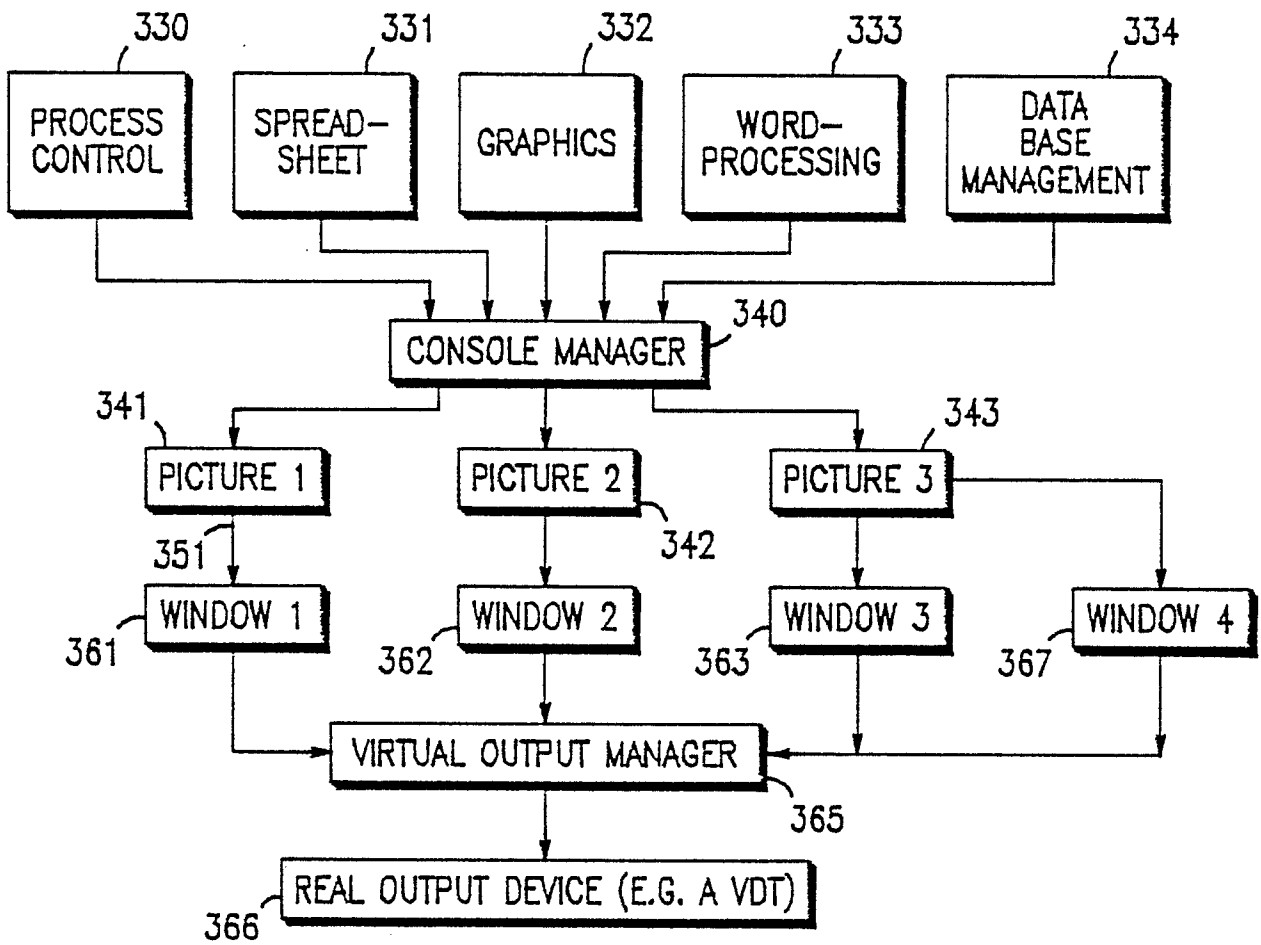 330
331
332
333
334
PROCESS
CONTROL
SPREAD-
SHEET
GRAPHICS
WORD-
PROCESSING
DATA
BASE
MANAGEMENT
340
CONSOLE MANAGER
341
343
PICTURE 1
PICTURE 2
PICTURE 3
351
342
WINDOW 1
WINDOW 2
WINDOW 3
WINDOW 4
361
362
363
367
VIRTUAL OUTPUT MANAGER
365
REAL OUTPUT DEVICE (E.G. A VDT)
366